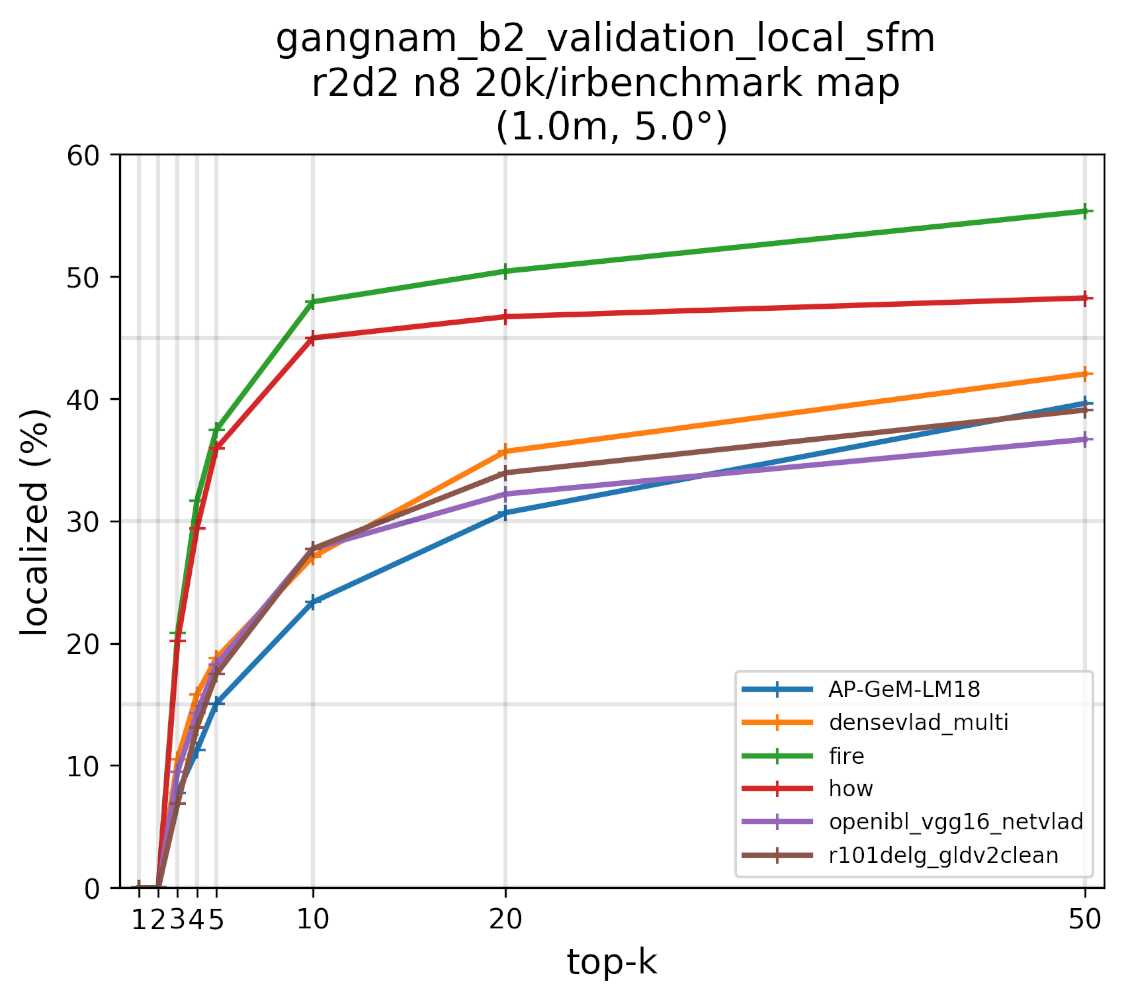 gangnam_b2_validation_local_sfm
r2d2 n8 20k/irbenchmark map
(1.0m, 5.0°)
60
50
40
30
20
10
0
localized (%)
AP-GeM-LM18
densevlad_multi
fire
how
openibl_vgg16_netvlad
r101delg_gldv2clean
1 2 3 4 5 10 20 50
top-k